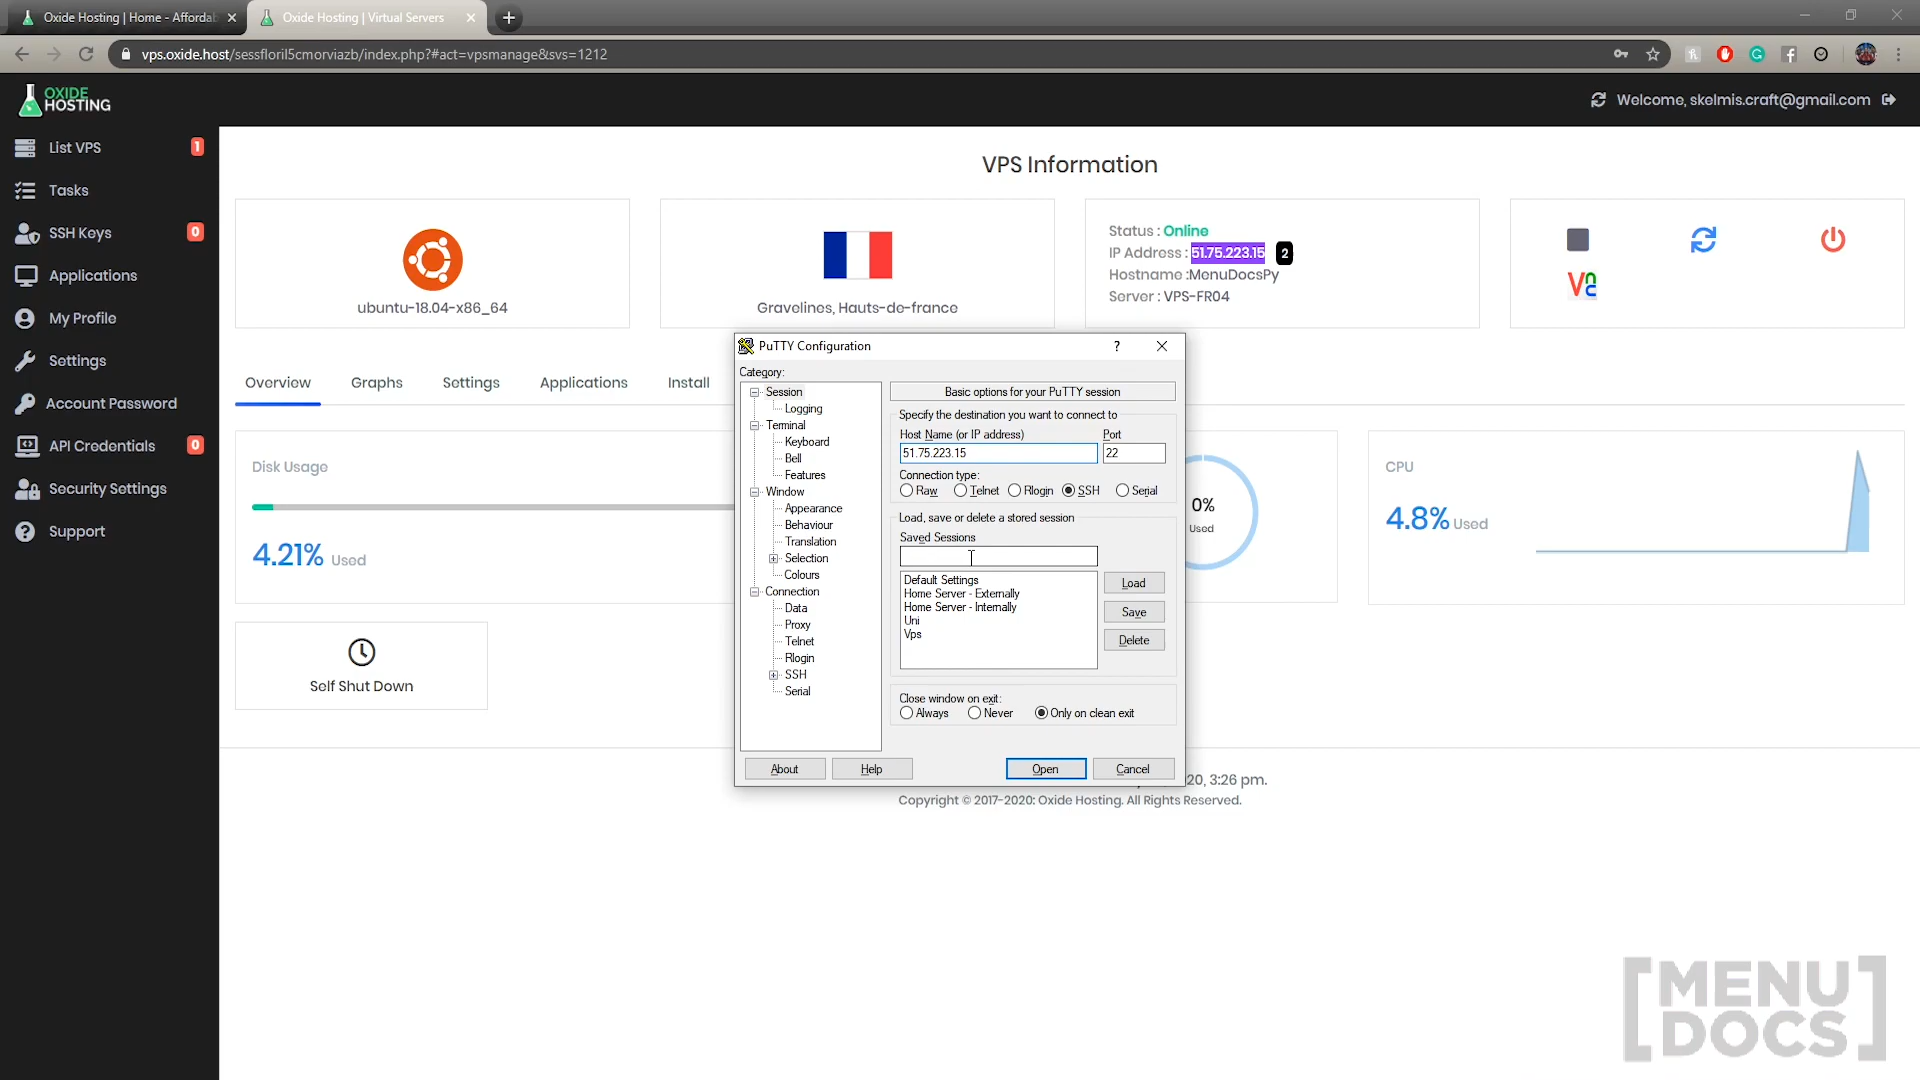 Oxide Hosting | Home - Affordab
Oxide Hosting | Virtual Servers
vps.oxide.host/sessfloril5cmorviazb/index.php?#act=vpsmanage&svs=1212
OXIDE
HOSTING
Welcome, skelmis.craft@gmail.com
List VPS
1
Tasks
SSH Keys
0
Applications
My Profile
Settings
Account Password
API Credentials
0
Security Settings
Support
VPS Information
ubuntu-18.04-x86_64
Gravelines, Hauts-de-france
Status : Online
IP Address : 51.75.223.15 2
Hostname :MenuDocsPy
Server : VPS-FR04
Overview
Graphs
Settings
Applications
Install
Disk Usage
4.21% Used
0%
Used
CPU
4.8% Used
Self Shut Down
PuTTY Configuration
?
Category:
Session
Logging
Terminal
Keyboard
Bell
Features
Window
Appearance
Behaviour
Translation
Selection
Colours
Connection
Data
Proxy
Telnet
Rlogin
SSH
Serial
Basic options for your PuTTY session
Specify the destination you want to connect to
Host Name (or IP address)
Port
51.75.223.15
22
Connection type:
Raw
Telnet
Rlogin
SSH
Serial
Load, save or delete a stored session
Saved Sessions
Default Settings
Home Server - Externally
Home Server - Internally
Uni
Vps
Load
Save
Delete
Close window on exit:
Always
Never
Only on clean exit
About
Help
Open
Cancel
20, 3:26 pm.
Copyright © 2017-2020: Oxide Hosting. All Rights Reserved.
[MENU
DOCS]